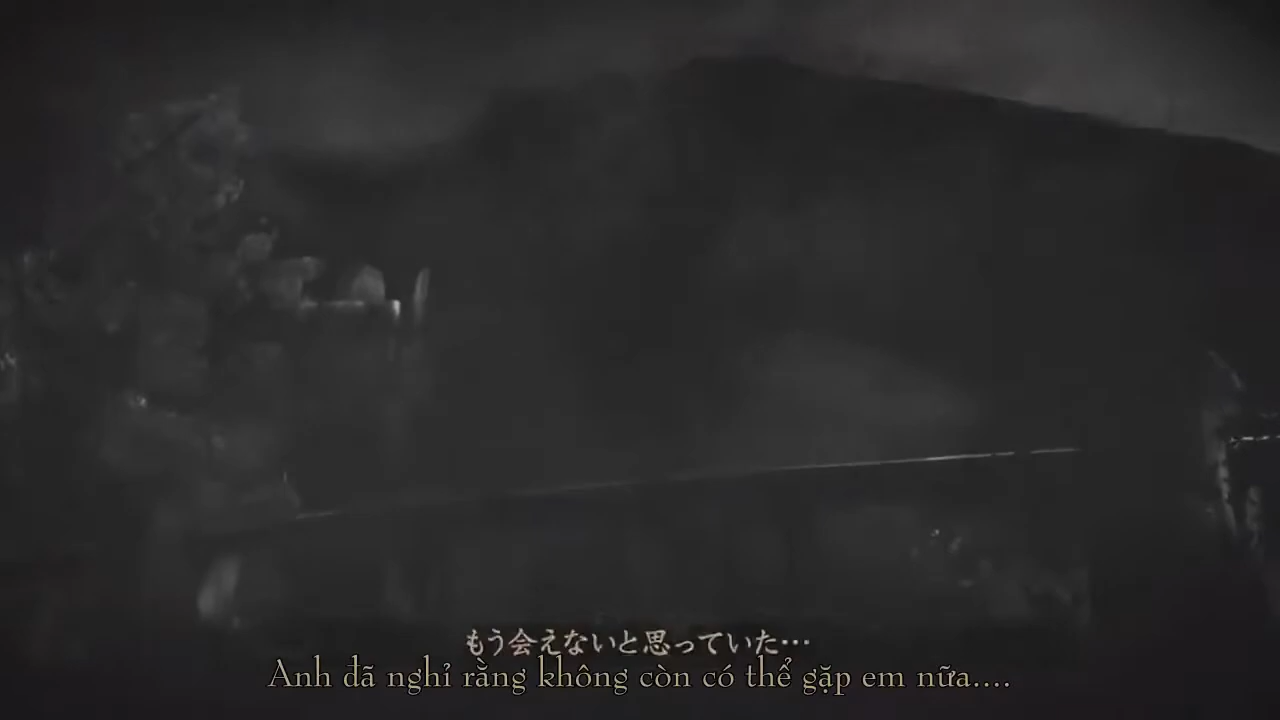 もう会えないと思っていた…
Anh đã nghỉ rằng không còn có thể gặp em nữa....